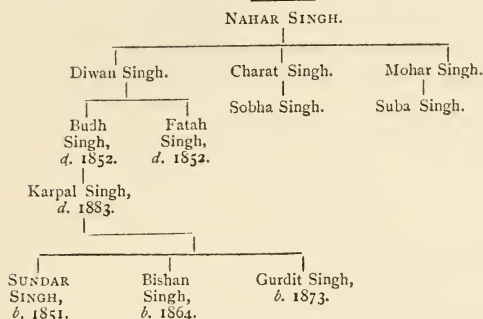 NAHAR SINGH.
Diwan Singh. Charat Singh. Mohar Singh.
Sobha Singh. Suba Singh.
Budh Fatah
Singh, Singh,
d. 1852. d. 1852.
Karpal Singh,
d. 1883.
SUNDAR Bishan Gurdit Singh,
SINGH, Singh, b. 1873.
b. 1851. b. 1864.